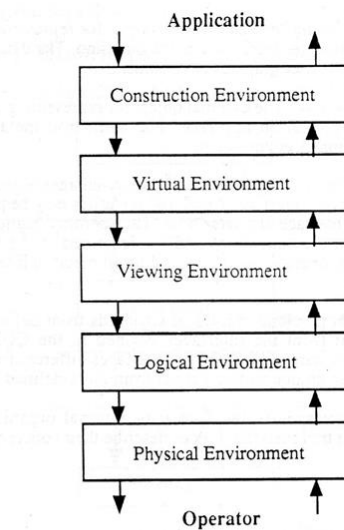 Application
Construction Environment
Virtual Environment
Viewing Environment
Logical Environment
Physical Environment
Operator